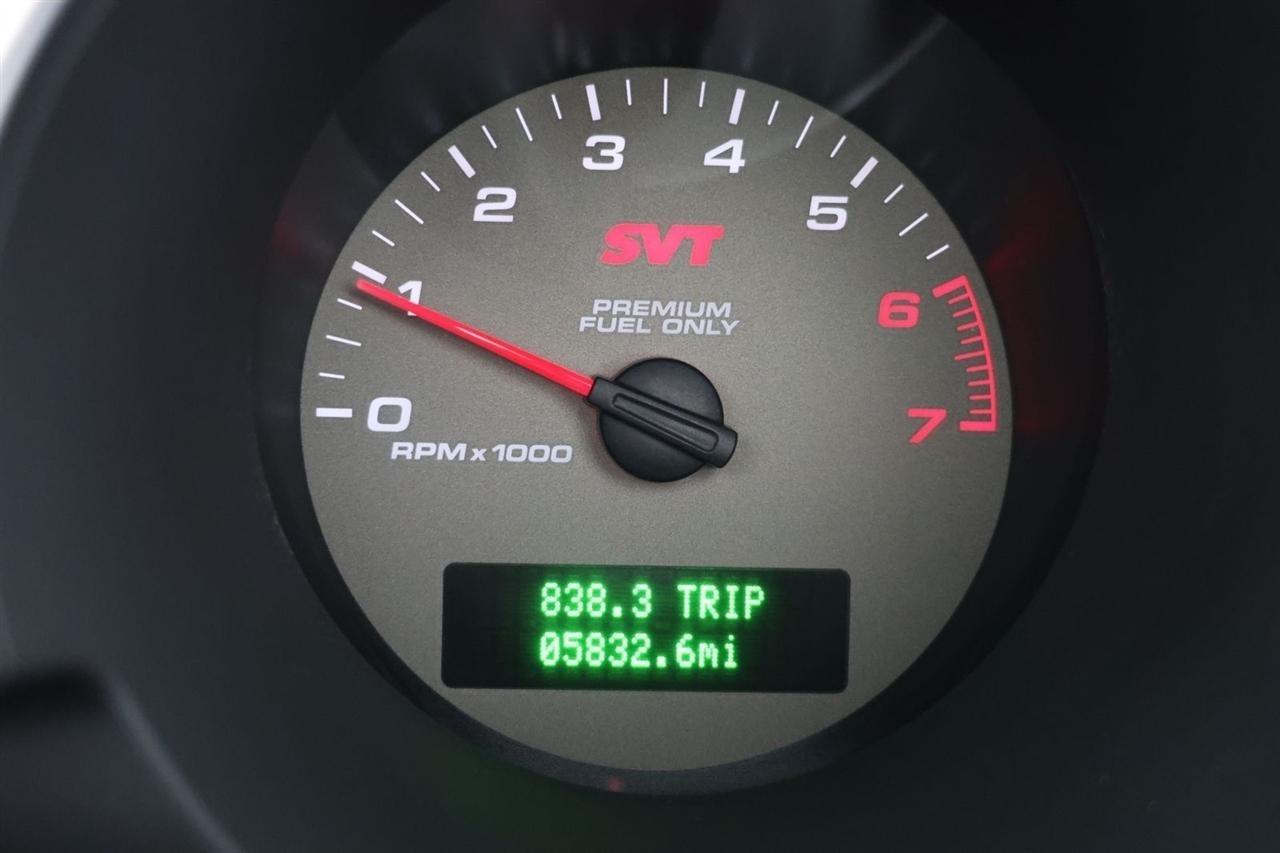 3
4
2
5
SVT
1
PREMIUM
FUEL ONLY
6
0
7
RPM x 1000
838.3 TRIP
05832.6mi